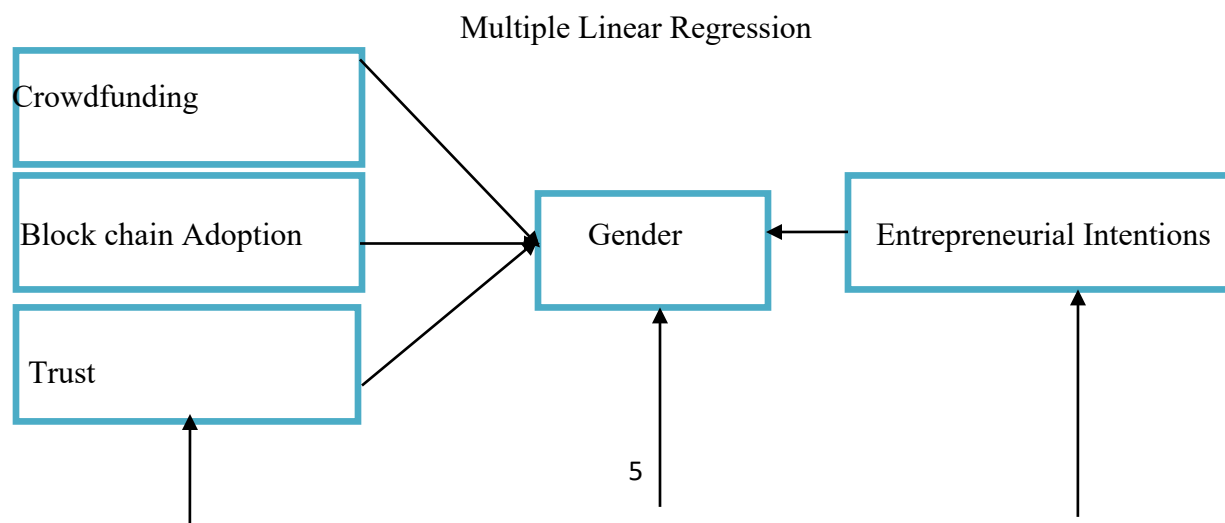 Multiple Linear Regression
Crowdfunding
Block chain Adoption
Gender
Entrepreneurial Intentions
Trust
5